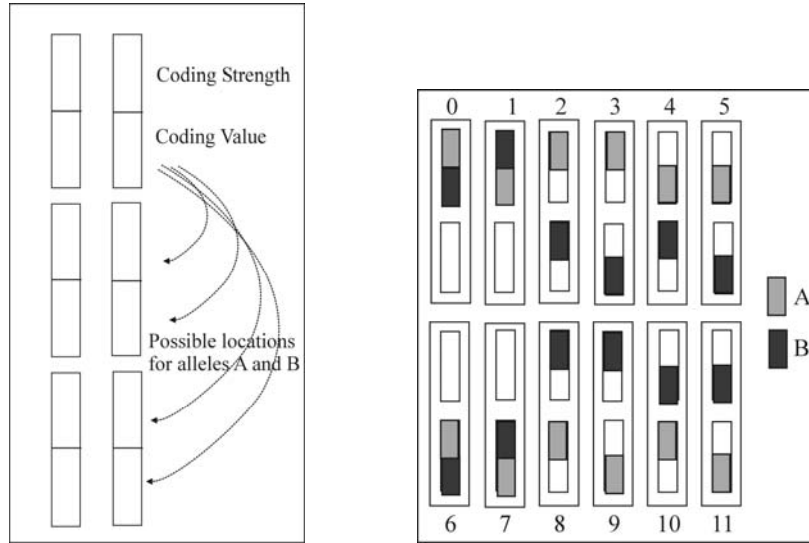 Coding Strength
Coding Value
Possible locations
for alleles A and B
0 1 2 3 4 5
A
B
6 7 8 9 10 11